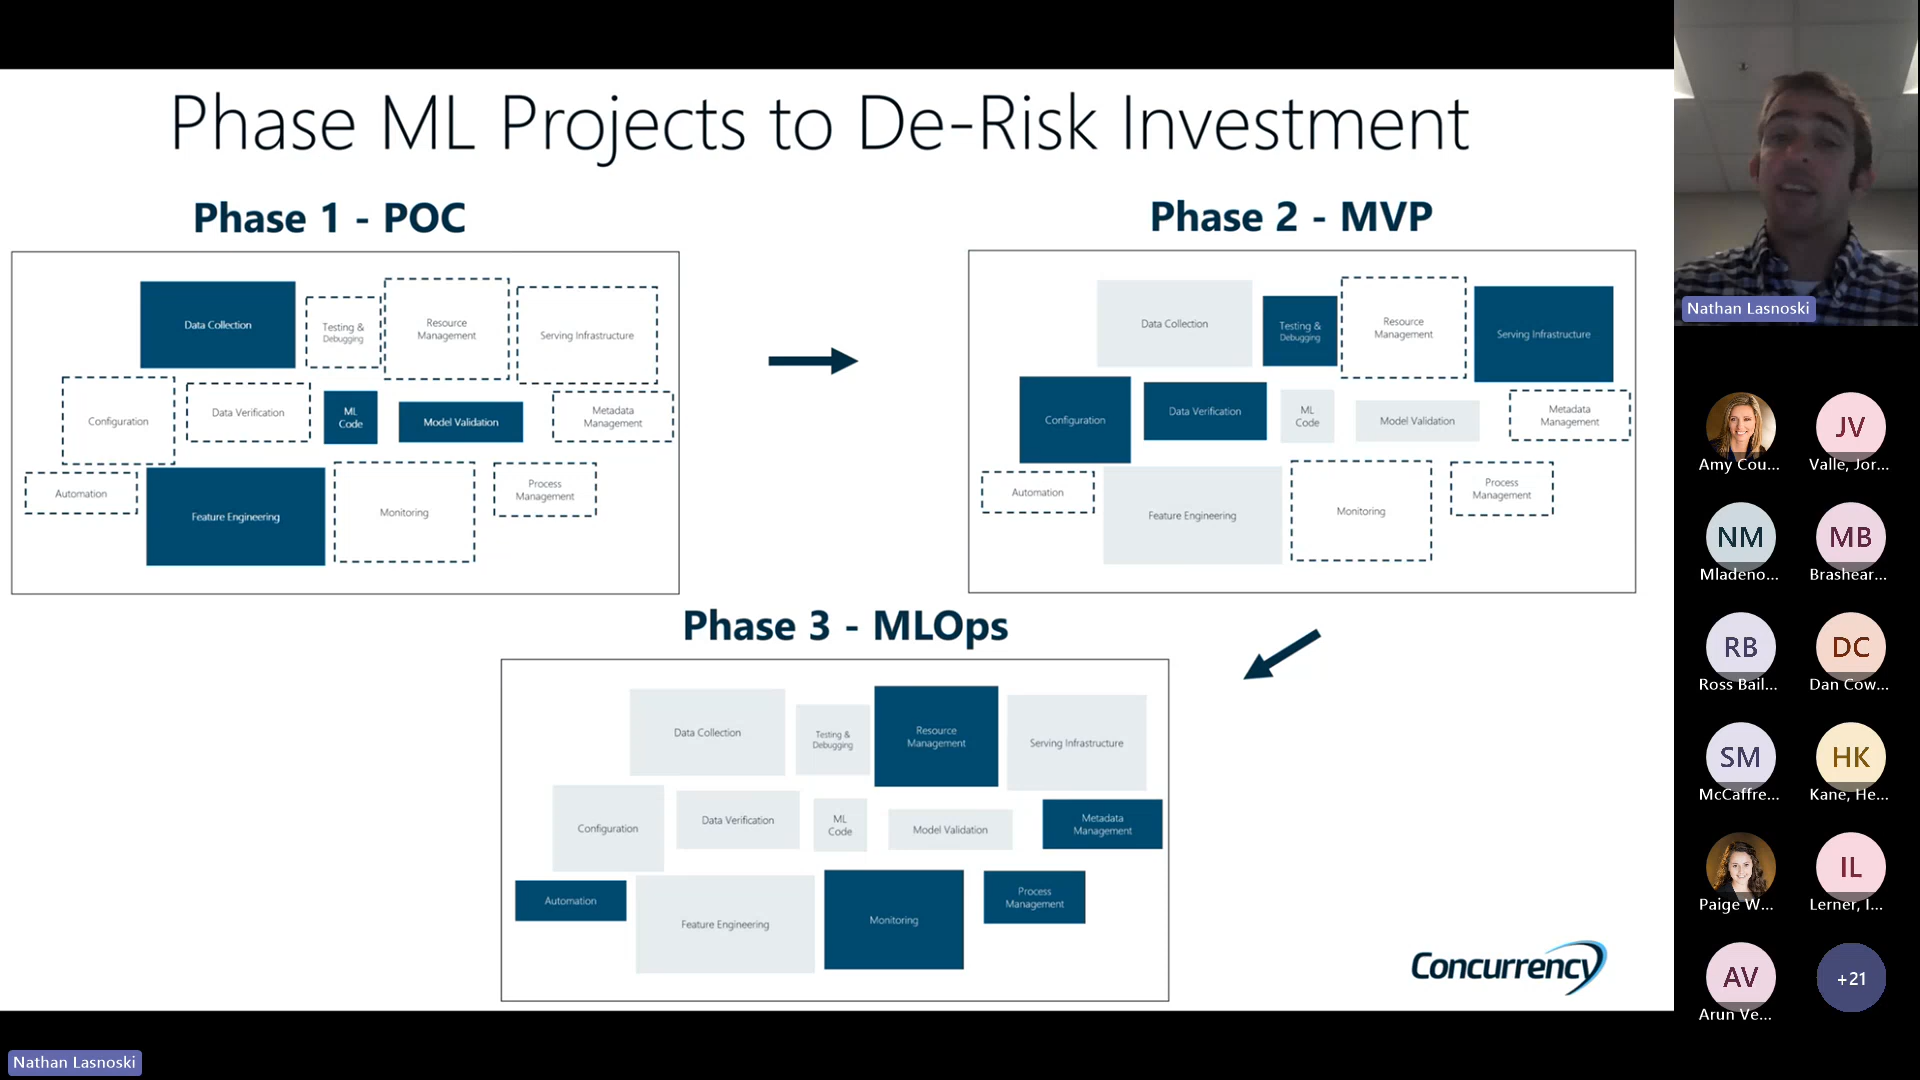 Phase ML Projects to De-Risk Investment
Phase 1 - POC
Data Collection
Testing &
Debugging
Resource
Management
Serving Infrastructure
Configuration
Data Verification
ML
Code
Model Validation
Metadata
Management
Automation
Feature Engineering
Monitoring
Process
Management
Phase 2 - MVP
Data Collection
Testing &
Debugging
Resource
Management
Serving Infrastructure
Configuration
Data Verification
ML
Code
Model Validation
Metadata
Management
Automation
Feature Engineering
Monitoring
Process
Management
Phase 3 - MLOps
Data Collection
Testing &
Debugging
Resource
Management
Serving Infrastructure
Configuration
Data Verification
ML
Code
Model Validation
Metadata
Management
Automation
Feature Engineering
Monitoring
Process
Management
Concurrency
Nathan Lasnoski
Nathan Lasnoski
Amy Cou...
JV
Valle, Jor...
NM
Mladeno...
MB
Brashear...
RB
Ross Bail...
DC
Dan Cow...
SM
McCaffre...
HK
Kane, He...
Paige W...
IL
Lerner, I...
AV
Arun Ve...
+21